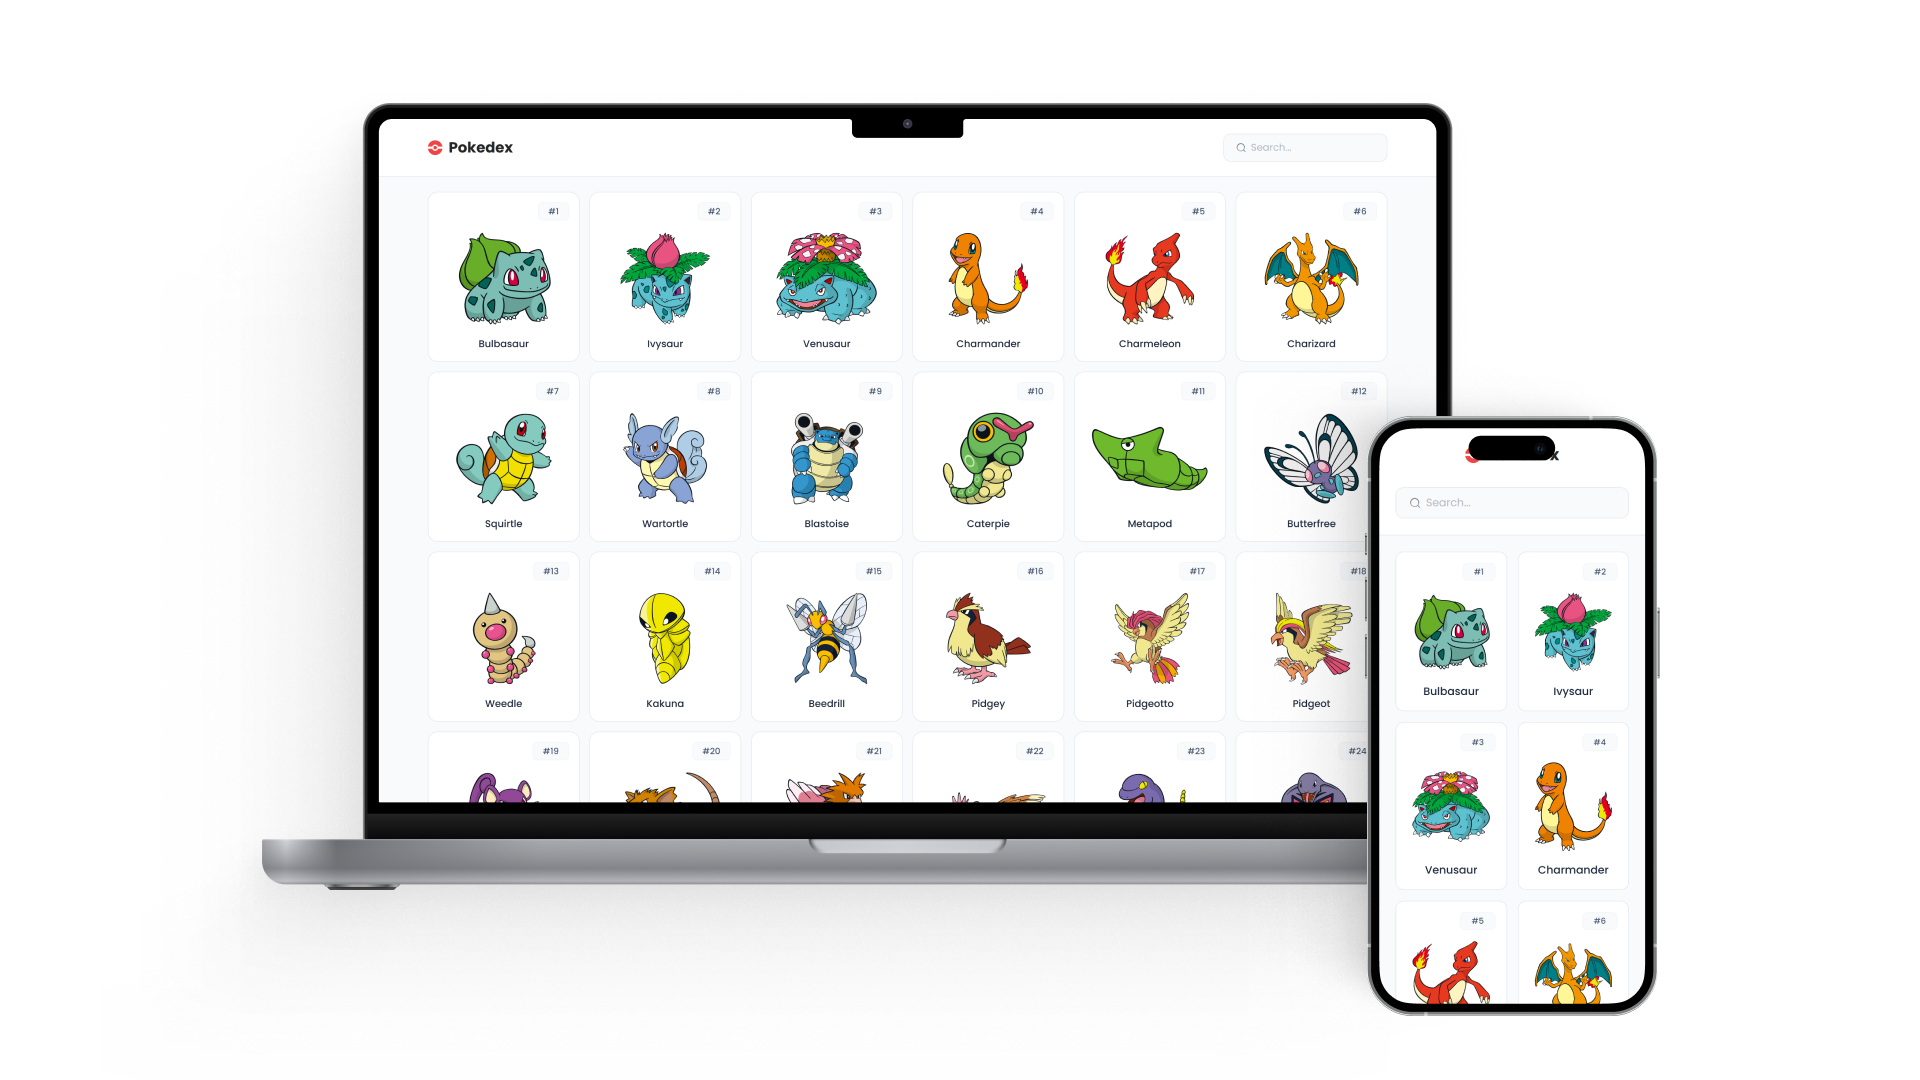 Pokedex
Search...
#1 #2 #3 #4 #5 #6
Bulbasaur Ivysaur Venusaur Charmander Charmeleon Charizard
#7 #8 #9 #10 #11 #12
Squirtle Wartortle Blastoise Caterpie Metapod Butterfree
#13 #14 #15 #16 #17 #18
Weedle Kakuna Beedrill Pidgey Pidgeotto Pidgeot
#19 #20 #21 #22 #23 #24
x
Search...
#1 #2
Bulbasaur Ivysaur
#3 #4
Venusaur Charmander
#5 #6